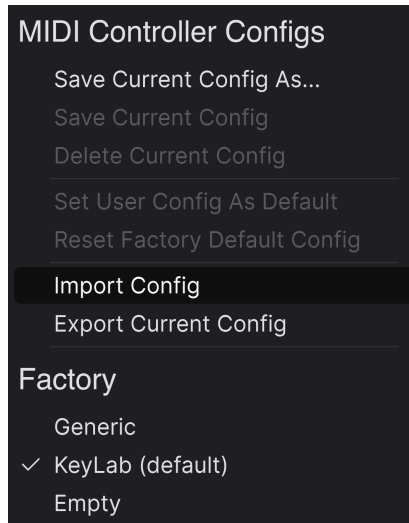 MIDI Controller Configs
Save Current Config As...
Save Current Config
Delete Current Config
Set User Config As Default
Reset Factory Default Config
Import Config
Export Current Config
Factory
Generic
KeyLab (default)
Empty